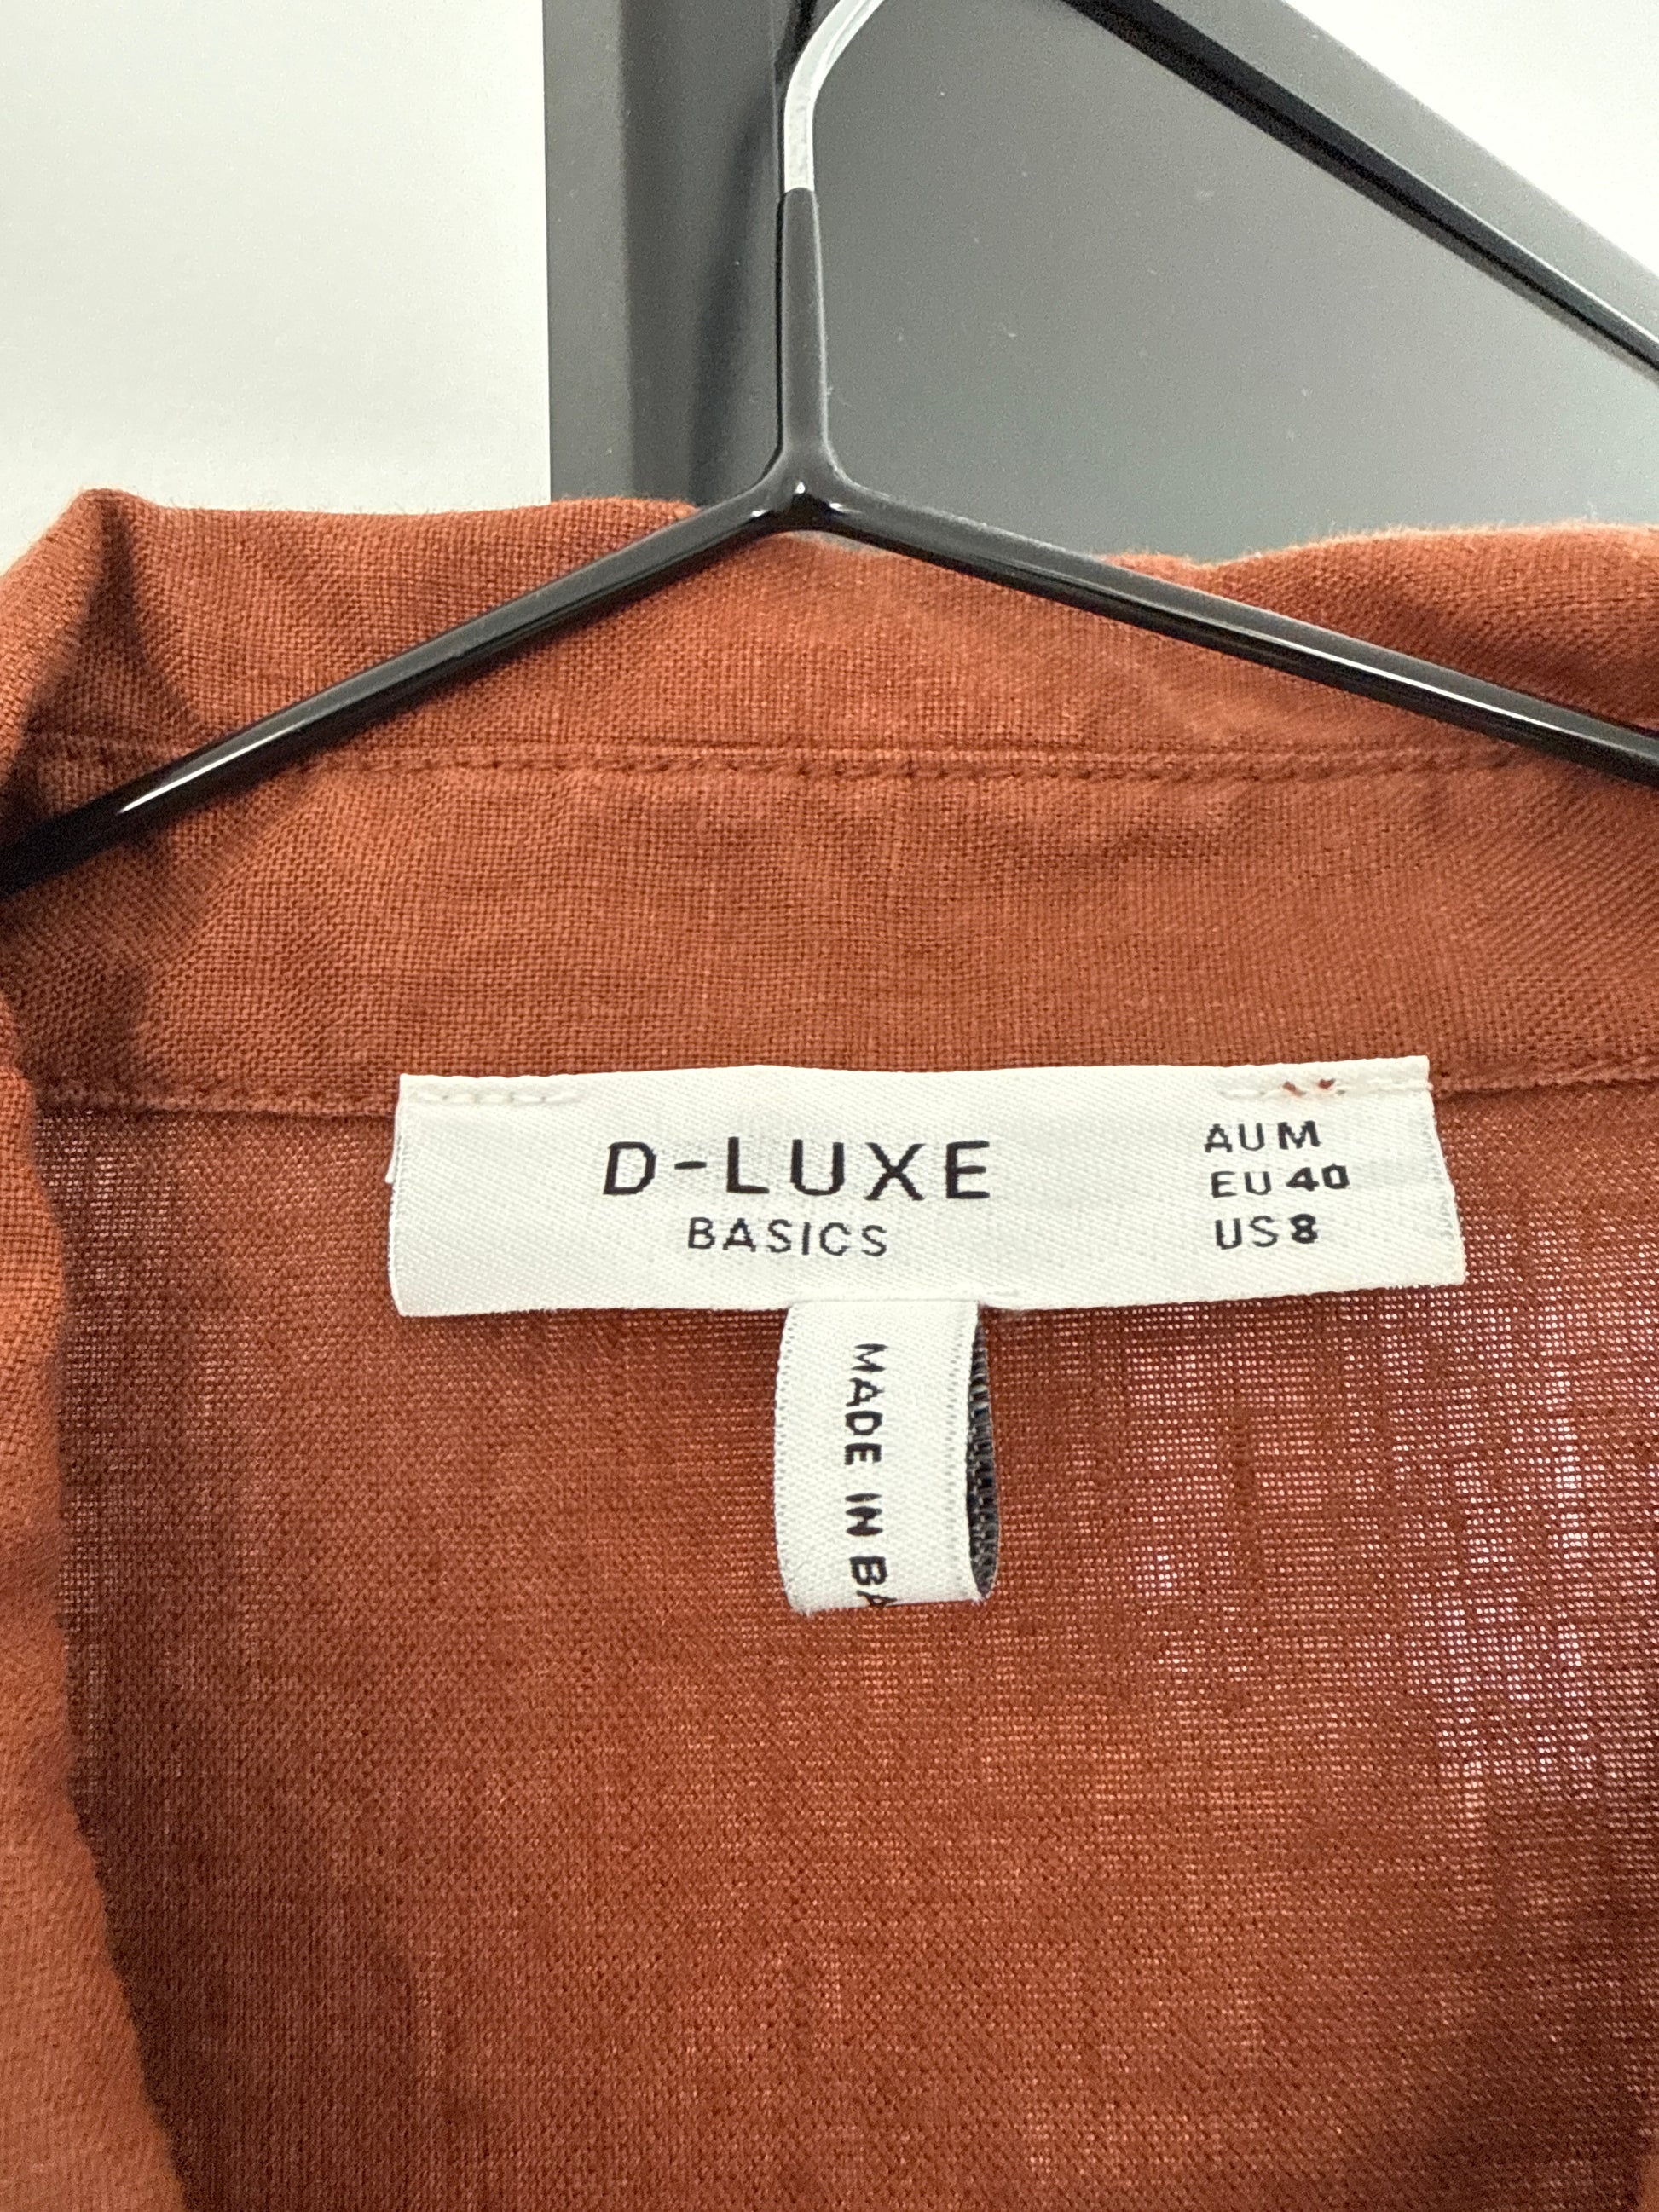 D-LUXE
BASICS
AU M
EU 40
US 8
MADE IN BA